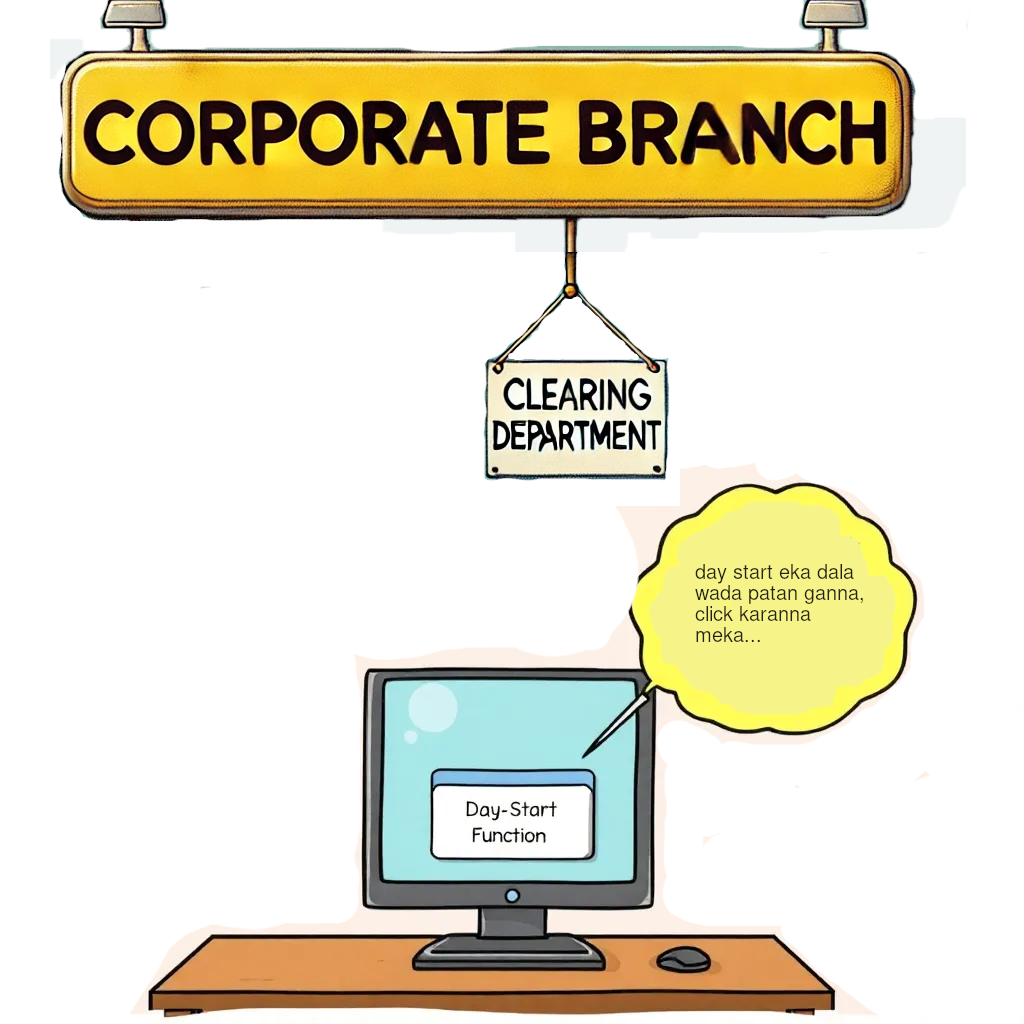 CORPORATE BRANCH
CLEARING
DEPARTMENT
day start eka dala
wada patan ganna,
click karanna
meka...
Day-Start
Function